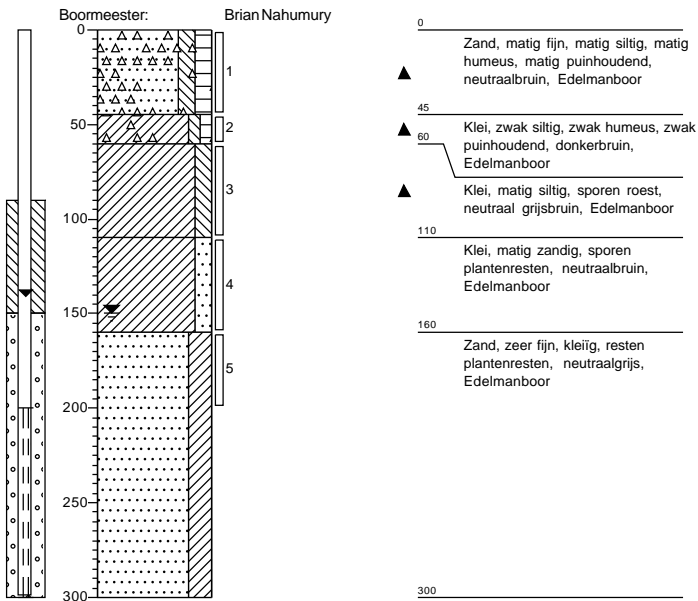 Boormeester: Brian Nahumury
0
50
100
150
200
250
300
1
2
3
4
5
0
Zand, matig fijn, matig siltig, matig
humeus, matig puinhoudend,
neutraalbruin, Edelmanboor
45
Klei, zwak siltig, zwak humeus, zwak
puinhoudend, donkerbruin,
Edelmanboor
60
Klei, matig siltig, sporen roest,
neutraal grijsbruin, Edelmanboor
110
Klei, matig zandig, sporen
plantenresten, neutraalbruin,
Edelmanboor
160
Zand, zeer fijn, kleiïg, resten
plantenresten, neutraalgrijs,
Edelmanboor
300